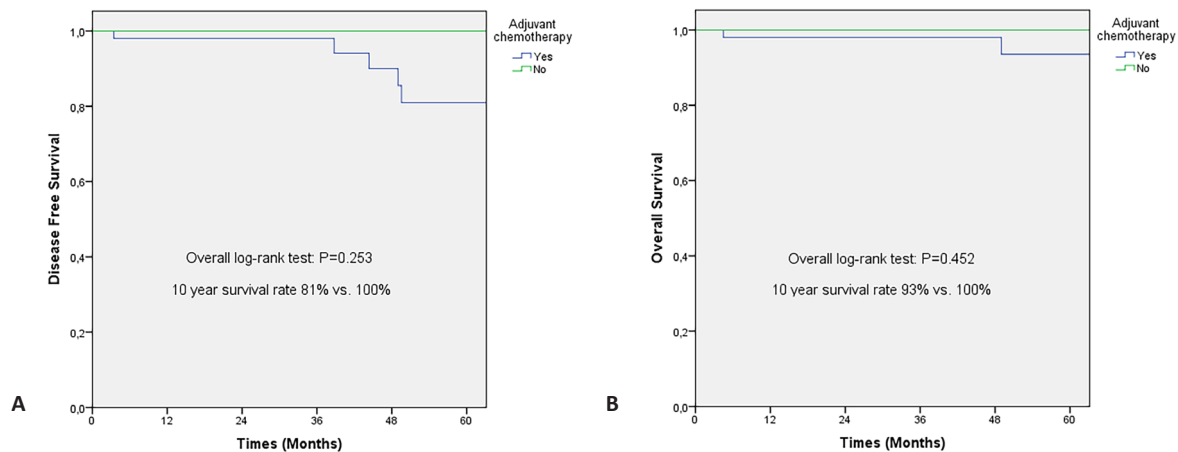 Adjuvant
chemotherapy
Yes
No
1,0
0,8
0,6
0,4
0,2
0,0
Disease Free Survival
Overall log-rank test: P=0.253
10 year survival rate 81% vs. 100%
0 12 24 36 48 60
Times (Months)
A
Adjuvant
chemotherapy
Yes
No
1,0
0,8
0,6
0,4
0,2
0,0
Overall Survival
Overall log-rank test: P=0.452
10 year survival rate 93% vs. 100%
0 12 24 36 48 60
Times (Months)
B